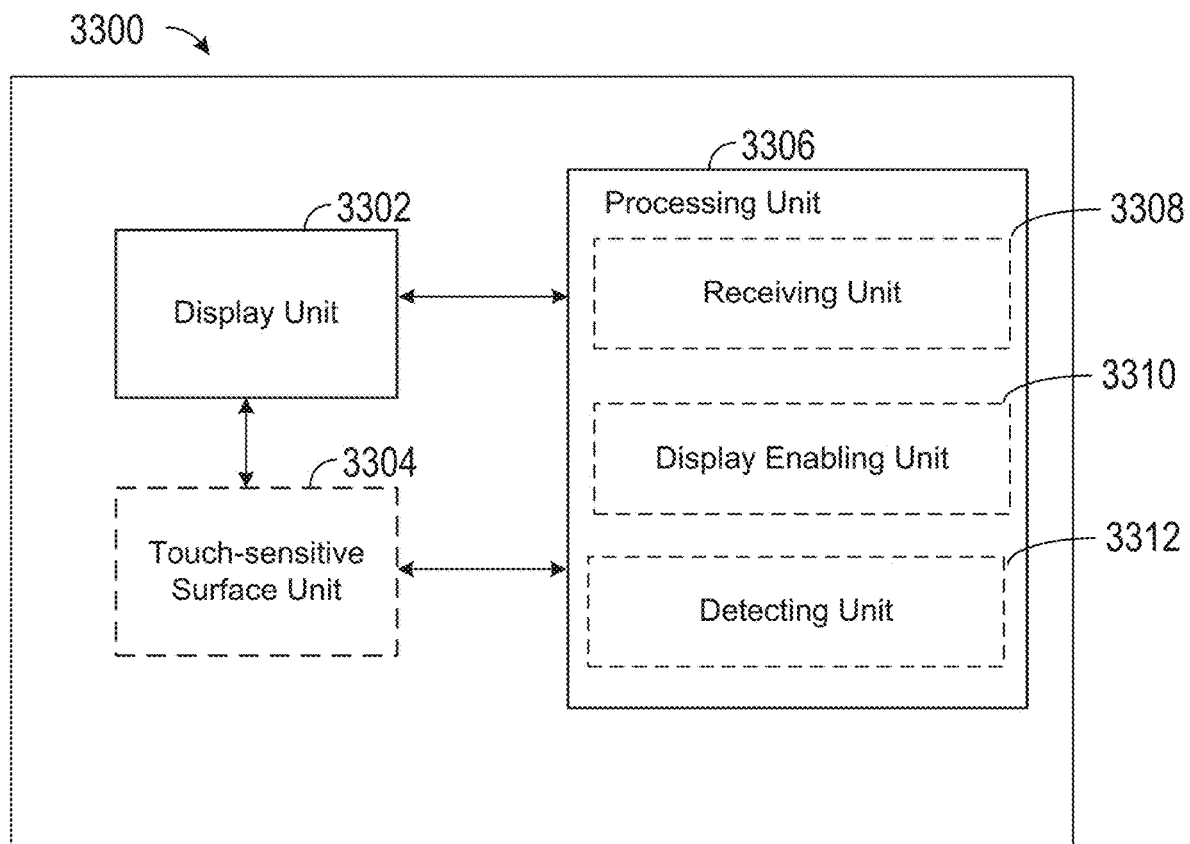 3300
3306
3302
Processing Unit
3308
Receiving Unit
Display Unit
3310
3304
Display Enabling Unit
3312
Touch-sensitive
Surface Unit
Detecting Unit